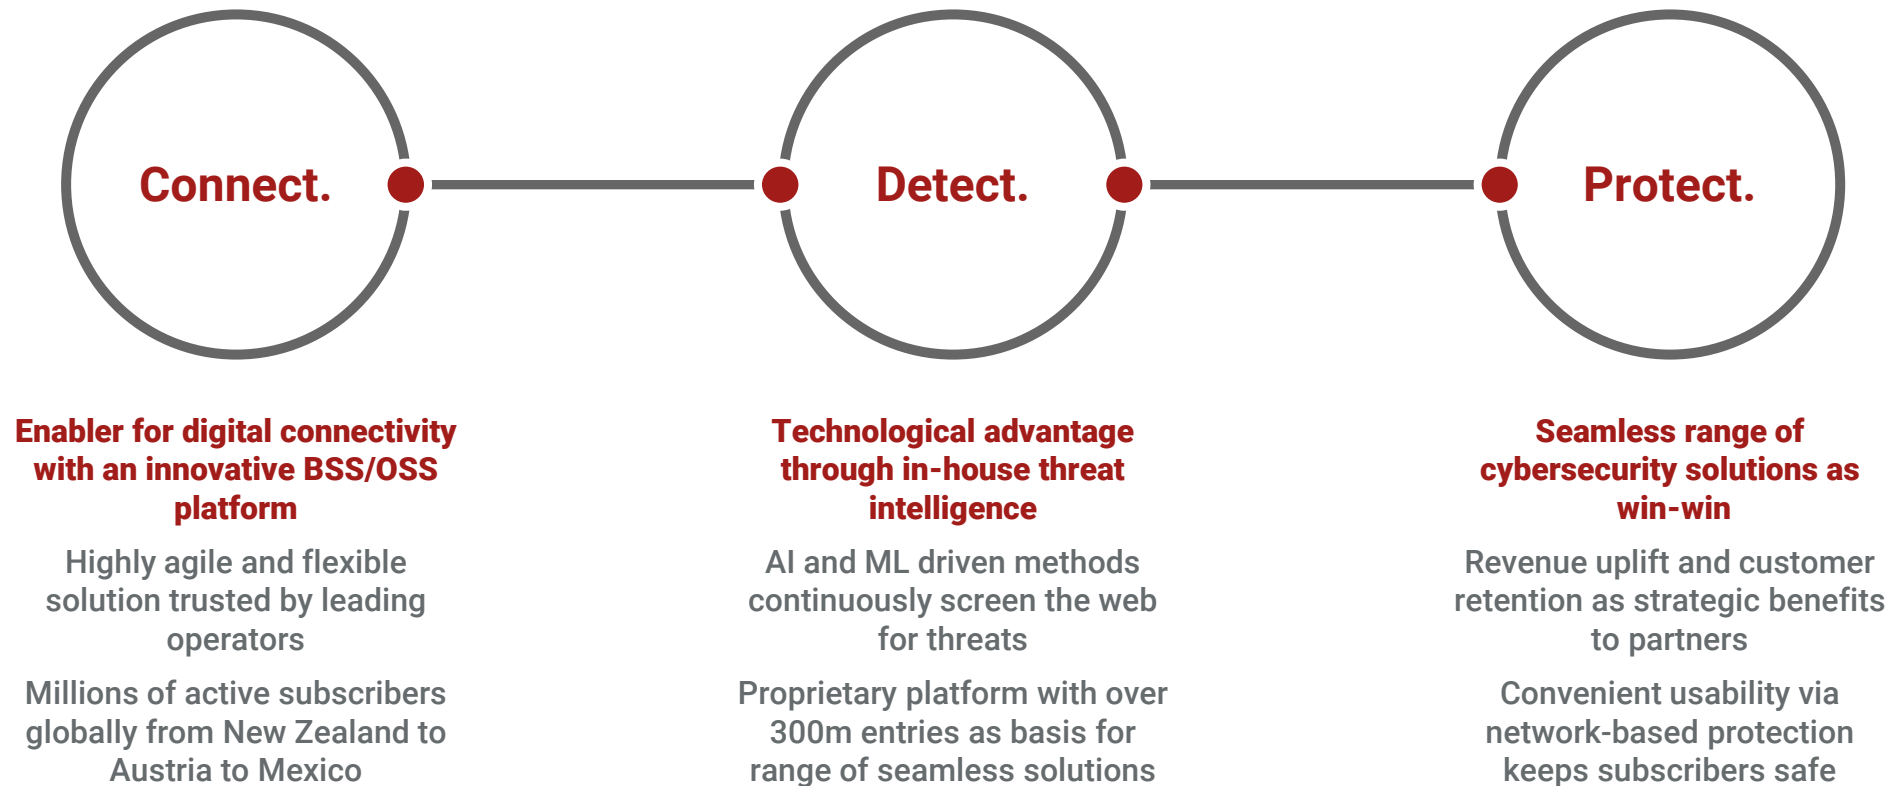 Connect.
Detect.
Protect.
Enabler for digital connectivity
with an innovative BSS/OSS
platform
Highly agile and flexible
solution trusted by leading
operators
Millions of active subscribers
globally from New Zealand to
Austria to Mexico
Technological advantage
through in-house threat
intelligence
AI and ML driven methods
continuously screen the web
for threats
Proprietary platform with over
300m entries as basis for
range of seamless solutions
Seamless range of
cybersecurity solutions as
win-win
Revenue uplift and customer
retention as strategic benefits
to partners
Convenient usability via
network-based protection
keeps subscribers safe